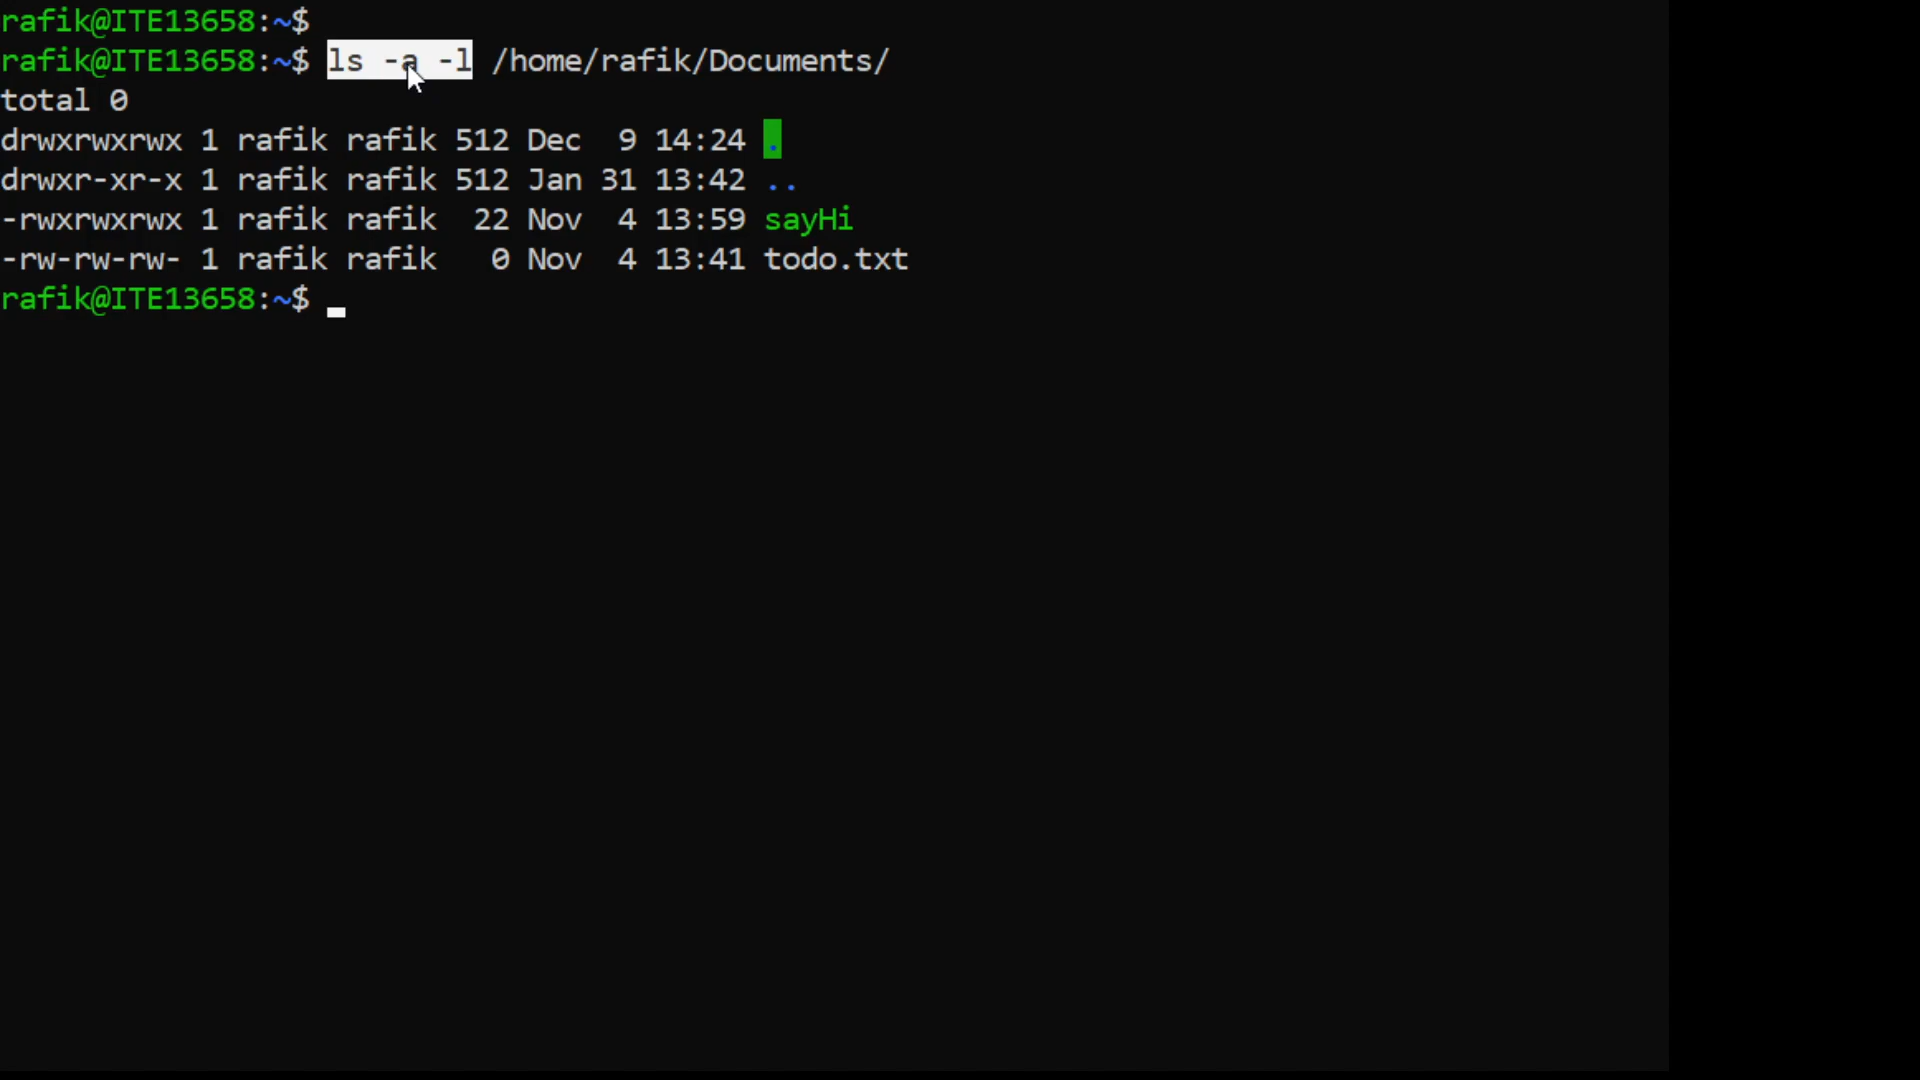 rafik@ITE13658:~$
rafik@ITE13658:~$ ls -a -l /home/rafik/Documents/
total 0
drwxrwxrwx 1 rafik rafik 512 Dec  9 14:24 .
drwxr-xr-x 1 rafik rafik 512 Jan 31 13:42 ..
-rwxrwxrwx 1 rafik rafik  22 Nov  4 13:59 sayHi
-rw-rw-rw- 1 rafik rafik   0 Nov  4 13:41 todo.txt
rafik@ITE13658:~$